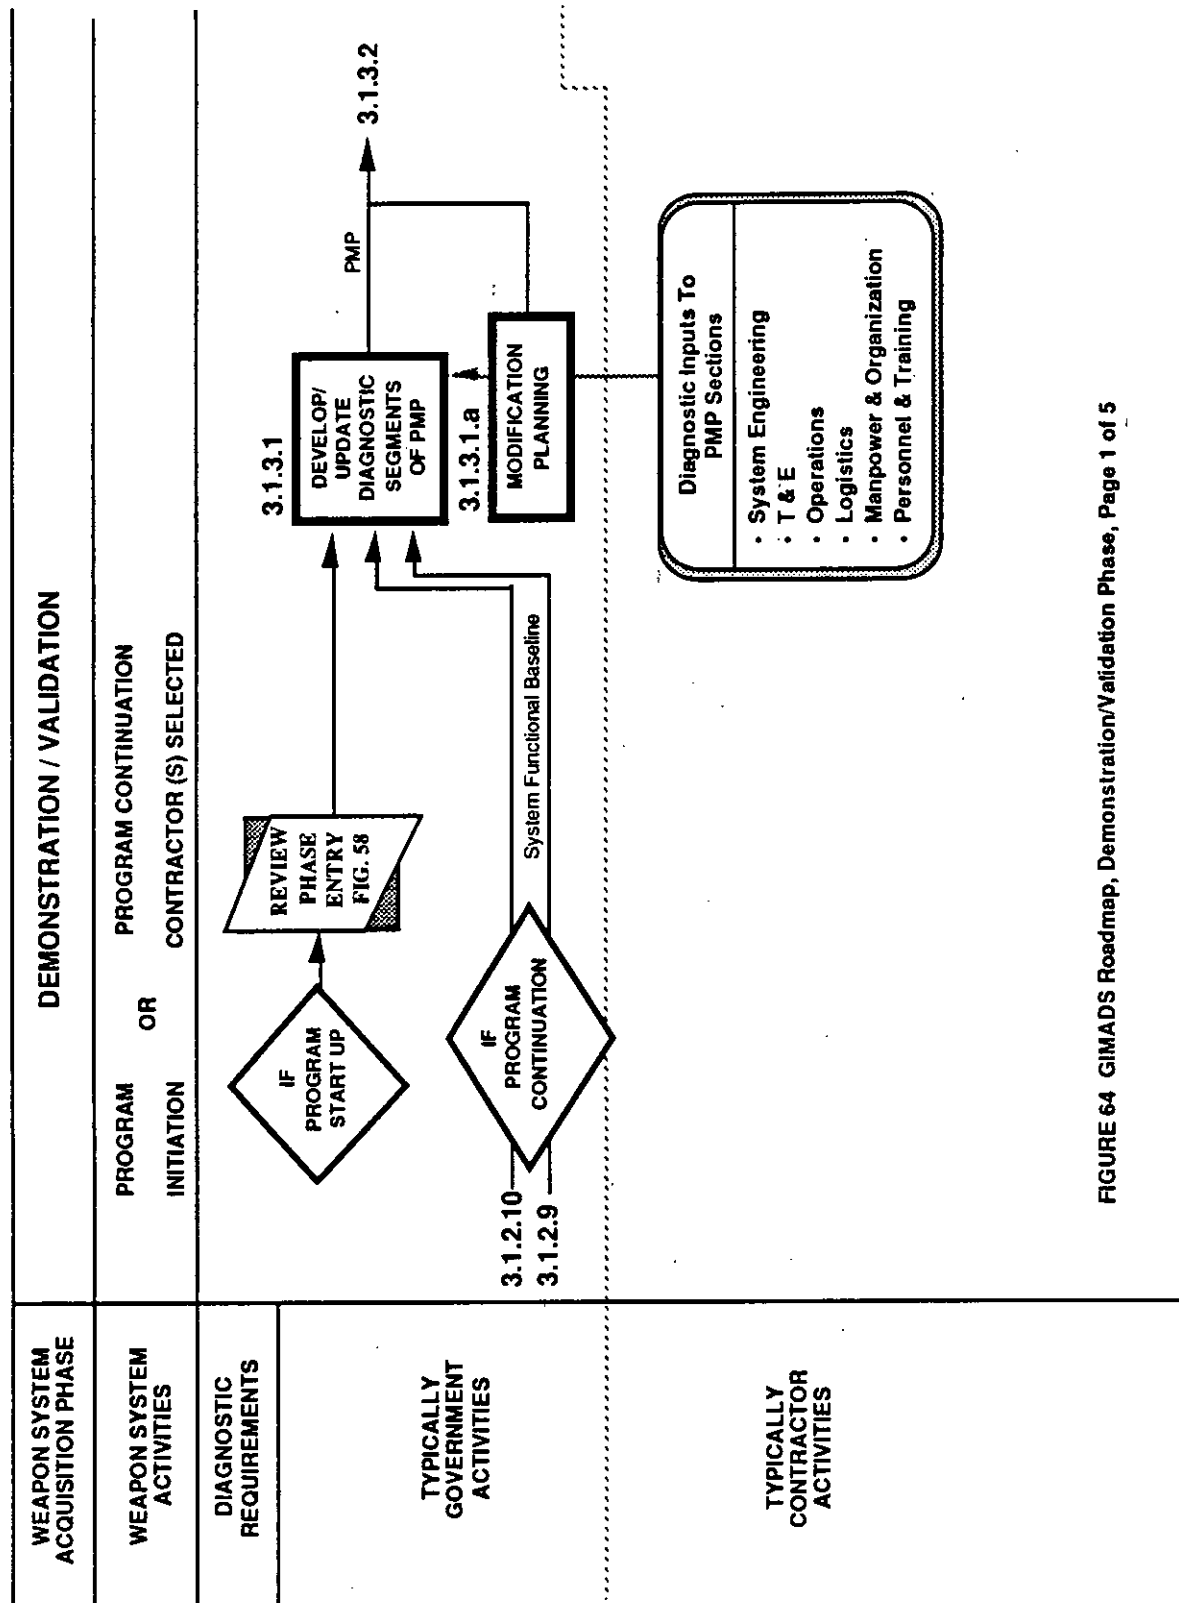 WEAPON SYSTEM
ACQUISITION PHASE
DEMONSTRATION / VALIDATION
WEAPON SYSTEM
ACTIVITIES
PROGRAM
INITIATION
OR
PROGRAM CONTINUATION
CONTRACTOR (S) SELECTED
DIAGNOSTIC
REQUIREMENTS
TYPICALLY
GOVERNMENT
ACTIVITIES
IF
PROGRAM
START UP
REVIEW
PHASE
ENTRY
FIG. 58
3.1.3.1
DEVELOP/
UPDATE
DIAGNOSTIC
SEGMENTS
OF PMP
PMP
3.1.3.2
3.1.2.10
3.1.2.9
IF
PROGRAM
CONTINUATION
System Functional Baseline
3.1.3.1.a
MODIFICATION
PLANNING
TYPICALLY
CONTRACTOR
ACTIVITIES
Diagnostic Inputs To
PMP Sections
• System Engineering
• T & E
• Operations
• Logistics
• Manpower & Organization
• Personnel & Training
FIGURE 64 GIMADS Roadmap, Demonstration/Validation Phase, Page 1 of 5